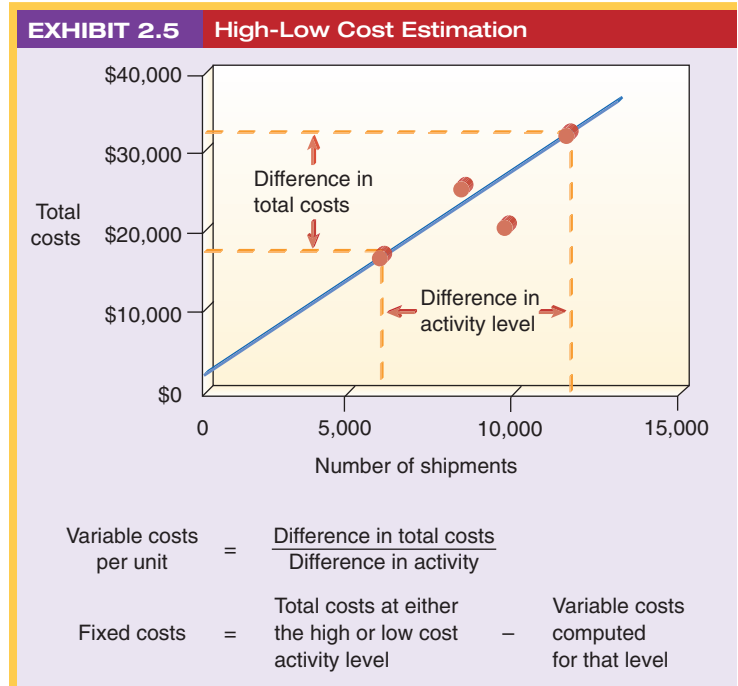 EXHIBIT 2.5 High-Low Cost Estimation
$40,000
$30,000
$20,000
$10,000
$0
Total
costs
Difference in
total costs
Difference in
activity level
0 5,000 10,000 15,000
Number of shipments
Variable costs
per unit
=
Difference in total costs
Difference in activity
Fixed costs
=
Total costs at either
the high or low cost
activity level
–
Variable costs
computed
for that level